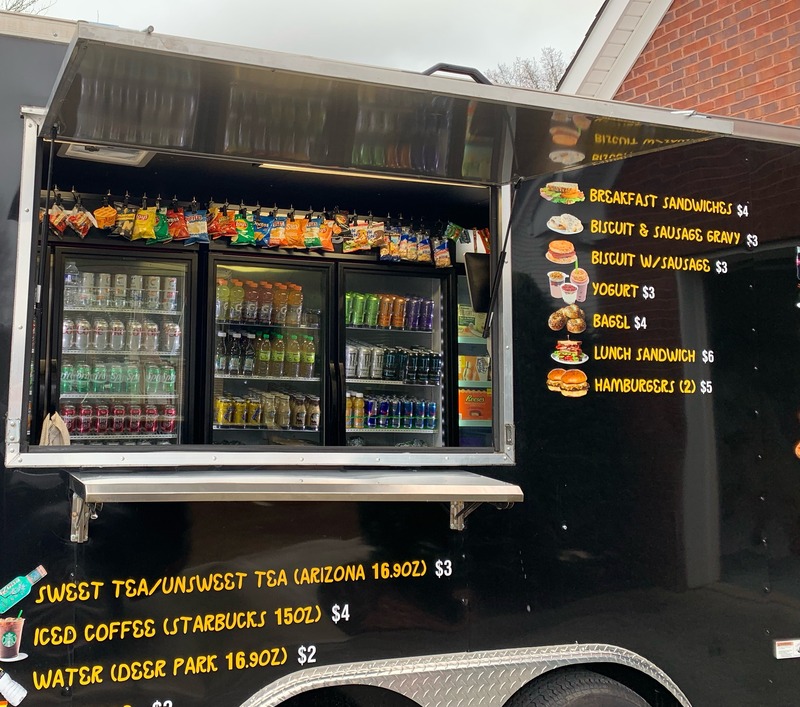 BREAKFAST SANDWICHES $4
BISCUIT & SAUSAGE GRAVY $3
BISCUIT W/SAUSAGE $3
YOGURT $3
BAGEL $4
LUNCH SANDWICH $6
HAMBURGERS (2) $5
SWEET TEA/UNSWEET TEA (ARIZONA 16.9OZ) $3
ICED COFFEE (STARBUCKS 15OZ) $4
WATER (DEER PARK 16.9OZ) $2